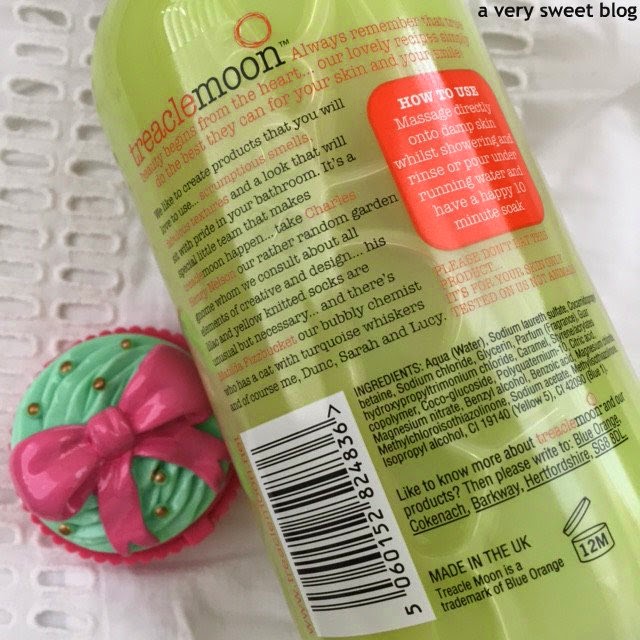 a very sweet blog
treaclemoon™
Always remember that true
beauty begins from the heart... our lovely recipes simply
do the best they can for your skin and your smile
We like to create products that you will
love to use... scrumptious smells,
textures and a look that will
sit with pride in your bathroom. It's a
special little team that makes
treaclemoon happen... take Charles
Nelson our rather random garden
gnome whom we consult about all
elements of creative and design... his
lilac and yellow knitted socks are
unusual but necessary... and there's
Fizzbucket our bubbly chemist
who has a cat with turquoise whiskers
and of course me, Dunc, Sarah and Lucy.
HOW TO USE
Massage directly
onto damp skin
whilst showering and
rinse or pour under
running water and
have a happy 10
minute soak
PLEASE DON'T EAT THIS
PRODUCT...
IT'S FOR YOUR SKIN ONLY
TESTED ON US NOT ANIMALS
INGREDIENTS: Aqua (Water), Sodium laureth sulfate, Cocamidopropyl
betaine, Sodium chloride, Glycerin, Parfum (Fragrance), Guar
hydroxypropyltrimonium chloride, Caramel, Styrene/acrylates
copolymer, Coco-glucoside, Polyquaternium-7, Citric acid,
Magnesium nitrate, Benzyl alcohol, Benzoic acid, Magnesium
Methylchloroisothiazolinone, Sodium acetate, Methylisothiazolinone
Isopropyl alcohol, CI 19140 (Yellow 5), CI 42090 (Blue 1).
Like to know more about treaclemoon and our
products? Then please write to: Blue Orange,
Cokenach, Barkway, Hertfordshire, SG8 8DL.
5 060152 824836 >
MADE IN THE UK
Treacle Moon is a
trademark of Blue Orange
12M